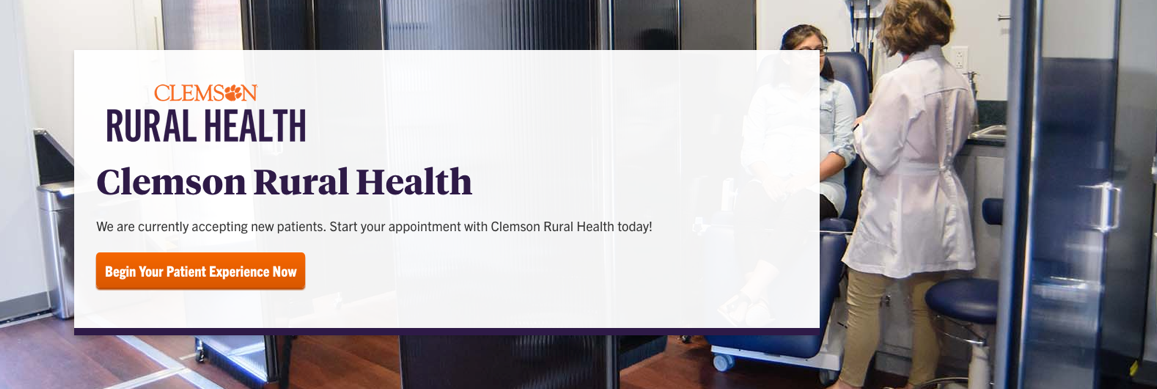 CLEMSON
RURAL HEALTH
Clemson Rural Health
We are currently accepting new patients. Start your appointment with Clemson Rural Health today!
Begin Your Patient Experience Now